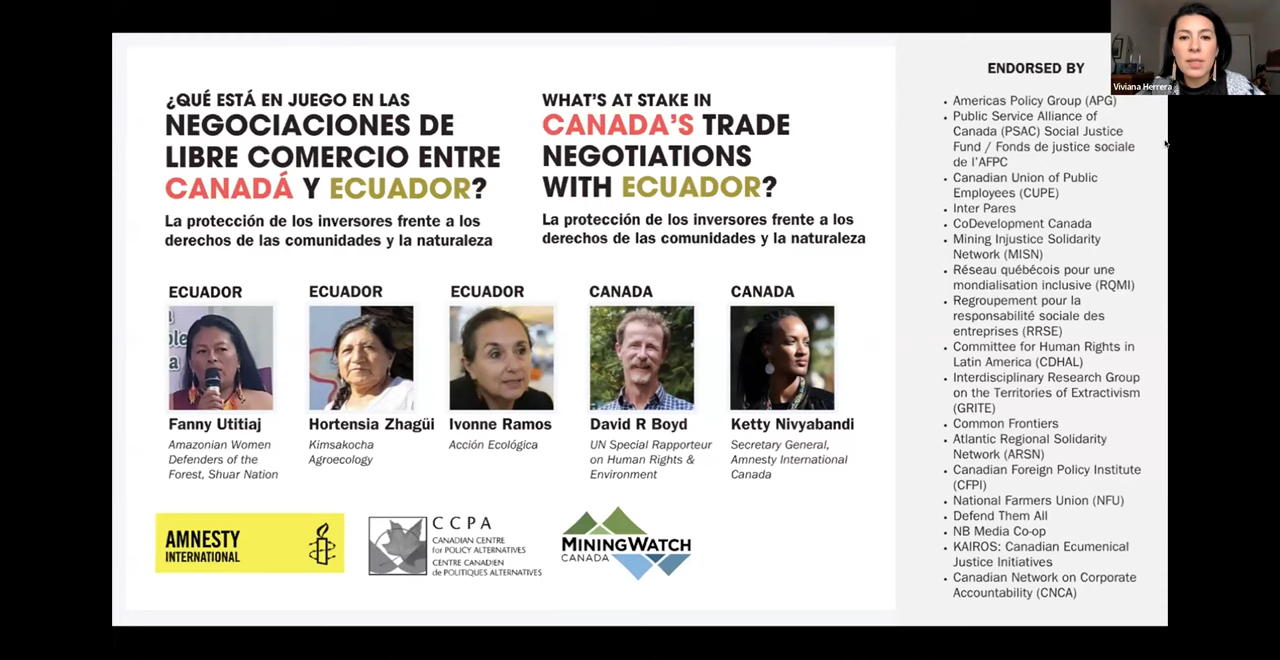 ¿QUÉ ESTÁ EN JUEGO EN LAS
NEGOCIACIONES DE
LIBRE COMERCIO ENTRE
CANADÁ Y ECUADOR?
La protección de los inversores frente a los
derechos de las comunidades y la naturaleza
WHAT'S AT STAKE IN
CANADA'S TRADE
NEGOTIATIONS
WITH ECUADOR?
La protección de los inversores frente a los
derechos de las comunidades y la naturaleza
ECUADOR
Fanny Utitiaj
Amazonian Women
Defenders of the
Forest, Shuar Nation
ECUADOR
Hortensia Zhagüi
Kimsakocha
Agroecology
ECUADOR
Ivonne Ramos
Acción Ecológica
CANADA
David R Boyd
UN Special Rapporteur
on Human Rights &
Environment
CANADA
Ketty Nivyabandi
Secretary General,
Amnesty International
Canada
AMNESTY
INTERNATIONAL
CCPA
CANADIAN CENTRE
for POLICY ALTERNATIVES
CENTRE CANADIEN
de POLITIQUES ALTERNATIVES
MININGWATCH
CANADA
ENDORSED BY
• Americas Policy Group (APG)
• Public Service Alliance of
Canada (PSAC) Social Justice
Fund / Fonds de justice sociale
de l'AFPC
• Canadian Union of Public
Employees (CUPE)
• Inter Pares
• CoDevelopment Canada
• Mining Injustice Solidarity
Network (MISN)
• Réseau québécois pour une
mondialisation inclusive (RQMI)
• Regroupement pour la
responsabilité sociale des
entreprises (RRSE)
• Committee for Human Rights in
Latin America (CDHAL)
• Interdisciplinary Research Group
on the Territories of Extractivism
(GRITE)
• Common Frontiers
• Atlantic Regional Solidarity
Network (ARSN)
• Canadian Foreign Policy Institute
(CFPI)
• National Farmers Union (NFU)
• Defend Them All
• NB Media Co-op
• KAIROS: Canadian Ecumenical
Justice Initiatives
• Canadian Network on Corporate
Accountability (CNCA)
Viviana Herrera